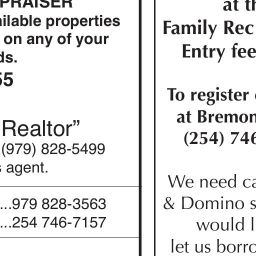 PRAISER
ailable properties
on any of your
ds.
55
Realtor”
(979) 828-5499
s agent.
...979 828-3563
...254 746-7157
at th
Family Rec
Entry fee
To register
at Bremon
(254) 746
We need ca
& Domino s
would l
let us borro